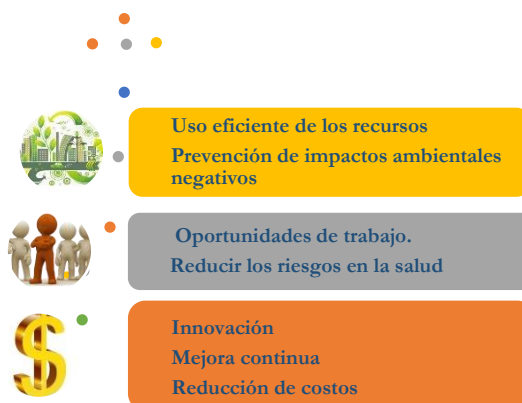 Uso eficiente de los recursos
Prevención de impactos ambientales
negativos
Oportunidades de trabajo.
Reducir los riesgos en la salud
Innovación
Mejora continua
Reducción de costos